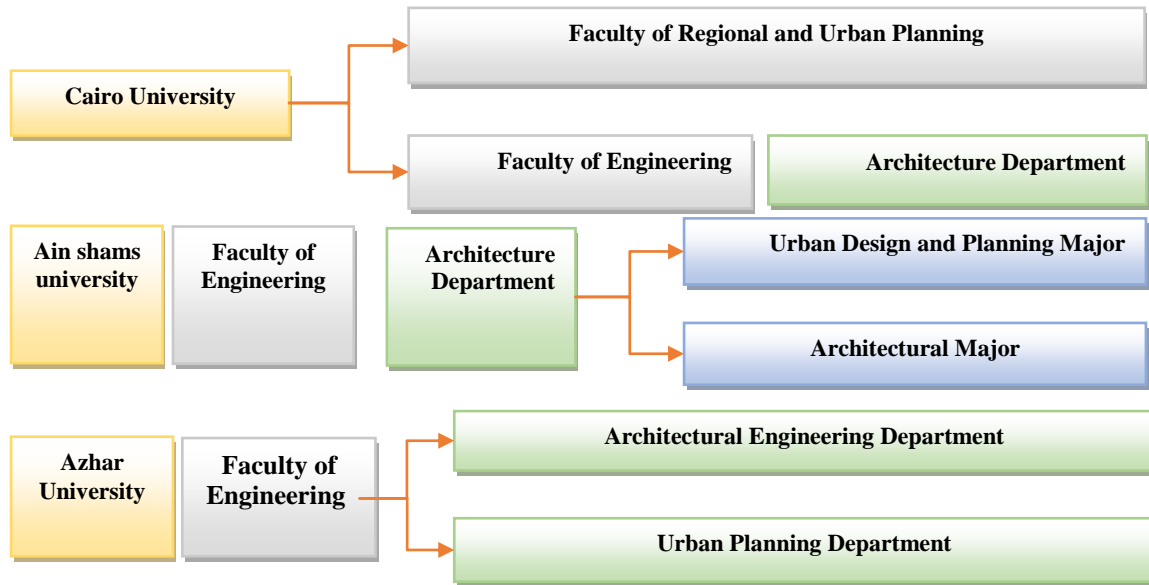 Faculty of Regional and Urban Planning
Cairo University
Faculty of Engineering
Architecture Department
Ain shams
university
Faculty of
Engineering
Architecture
Department
Urban Design and Planning Major
Architectural Major
Azhar
University
Faculty of
Engineering
Architectural Engineering Department
Urban Planning Department